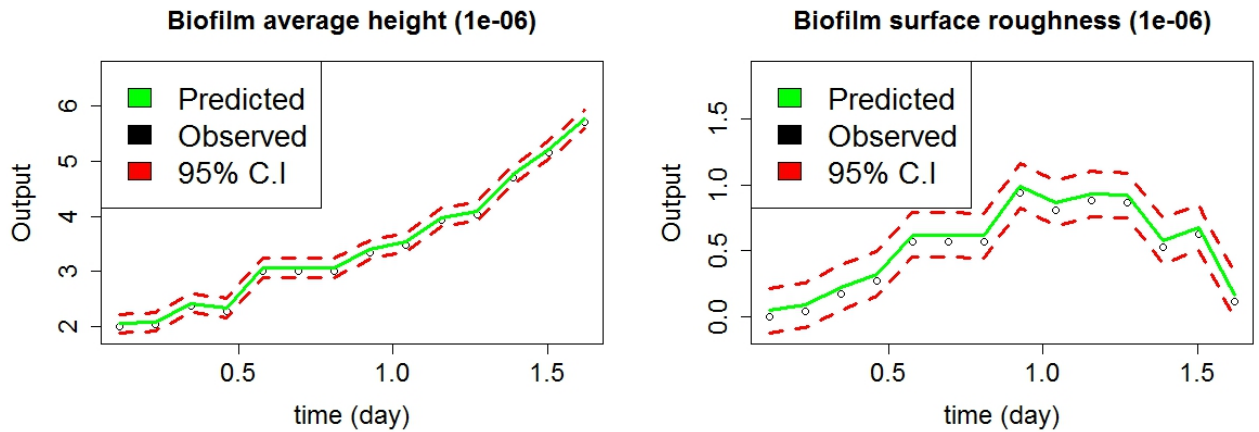 Biofilm average height (1e-06)
Predicted
Observed
95% C.I
Output
2
3
4
5
6
0.5
1.0
1.5
time (day)
Biofilm surface roughness (1e-06)
Predicted
Observed
95% C.I
Output
0.0
0.5
1.0
1.5
0.5
1.0
1.5
time (day)